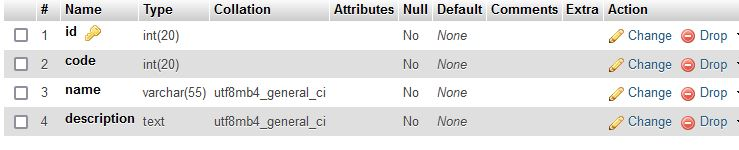 # Name Type Collation Attributes Null Default Comments Extra Action
1 id int(20) No None Change Drop
2 code int(20) No None Change Drop
3 name varchar(55) utf8mb4_general_ci No None Change Drop
4 description text utf8mb4_general_ci No None Change Drop